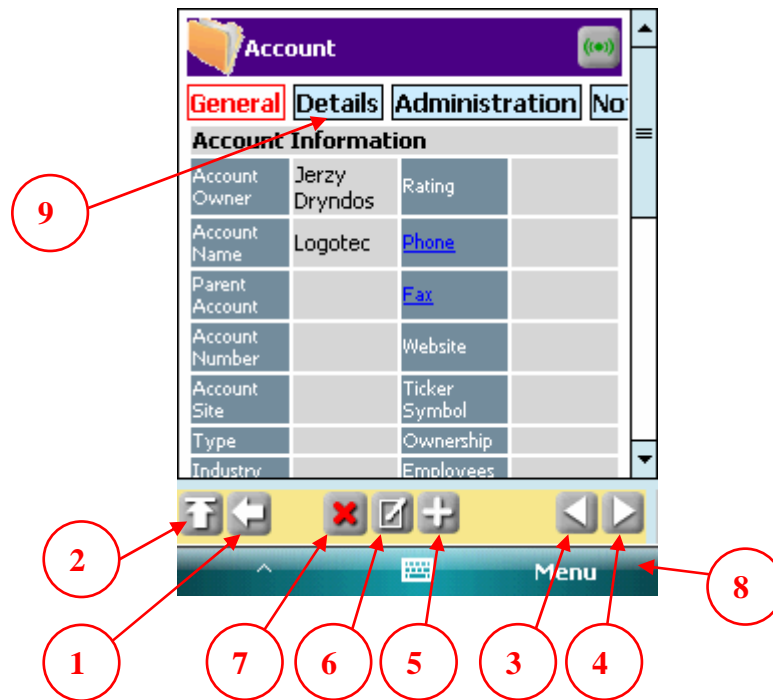 Account
General Details Administration No
Account Information
Account Owner
Jerzy Dryndos
Rating
Account Name
Logotec
Phone
Parent Account
Fax
Account Number
Website
Account Site
Ticker Symbol
Type
Ownership
Industry
Employees
Menu
9
2
8
1
7
6
5
3
4